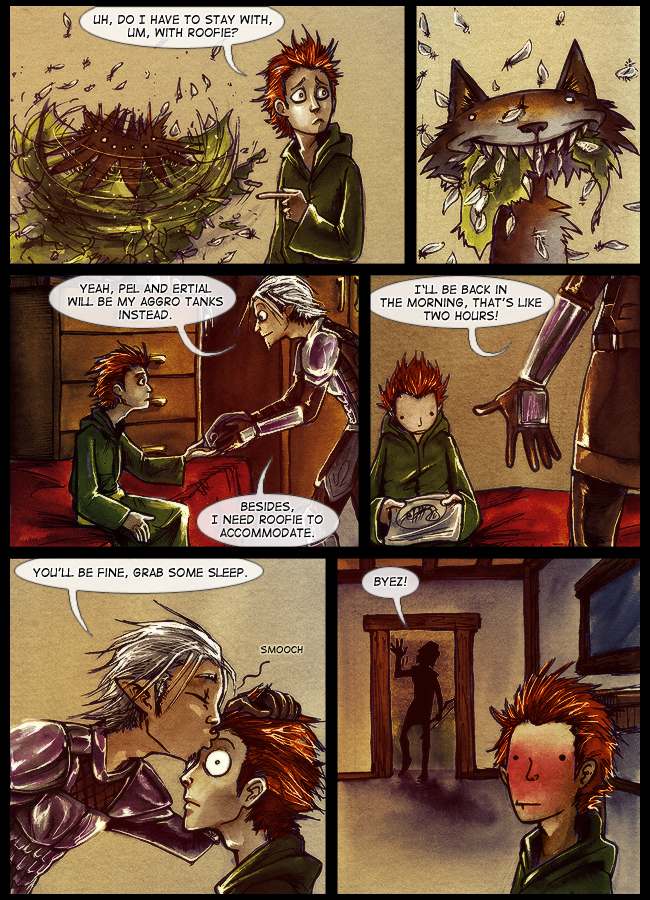 UH, DO I HAVE TO STAY WITH,
UM, WITH ROOFIE?
YEAH, PEL AND ERTIAL
WILL BE MY AGGRO TANKS
INSTEAD.
BESIDES,
I NEED ROOFIE TO
ACCOMMODATE.
I'LL BE BACK IN
THE MORNING, THAT'S LIKE
TWO HOURS!
YOU'LL BE FINE, GRAB SOME SLEEP.
SMOOCH
BYEZ!